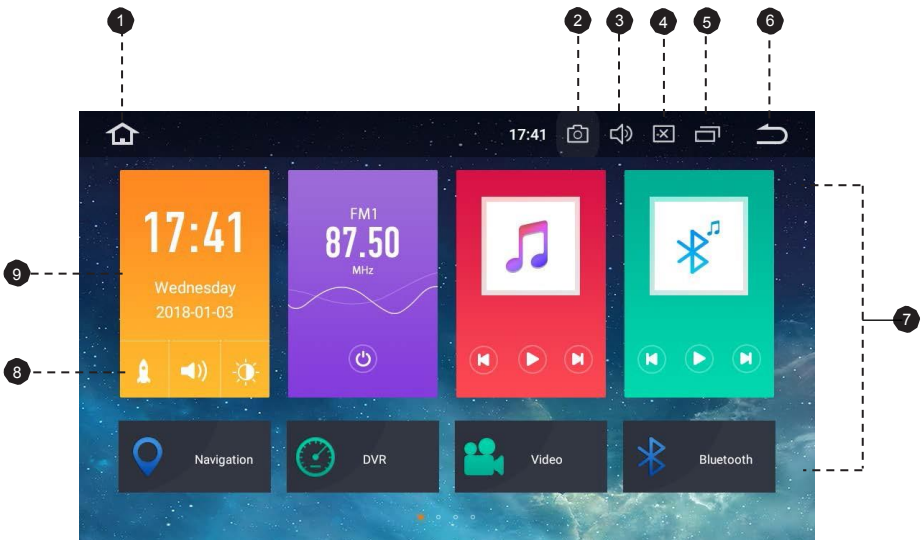 1
2
3
4
5
6
17:41
17:41
Wednesday
2018-01-03
FM1
87.50
MHz
9
7
8
Navigation
DVR
Video
Bluetooth